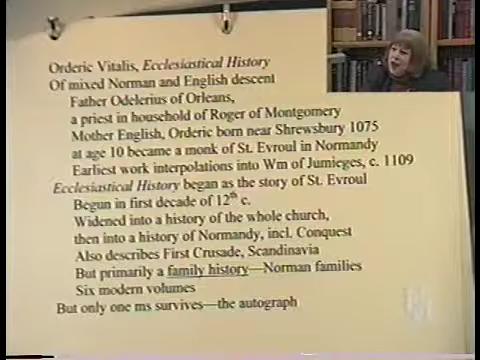 Orderic Vitalis, Ecclesiastical History
Of mixed Norman and English descent
Father Odelerius of Orleans,
a priest in household of Roger of Montgomery
Mother English, Orderic born near Shrewsbury 1075
at age 10 became a monk of St. Evroul in Normandy
Earliest work interpolations into Wm of Jumieges, c. 1109
Ecclesiastical History began as the story of St. Evroul
Begun in first decade of 12th c.
Widened into a history of the whole church,
then into a history of Normandy, incl. Conquest
Also describes First Crusade, Scandinavia
But primarily a family history—Norman families
Six modern volumes
But only one ms survives—the autograph